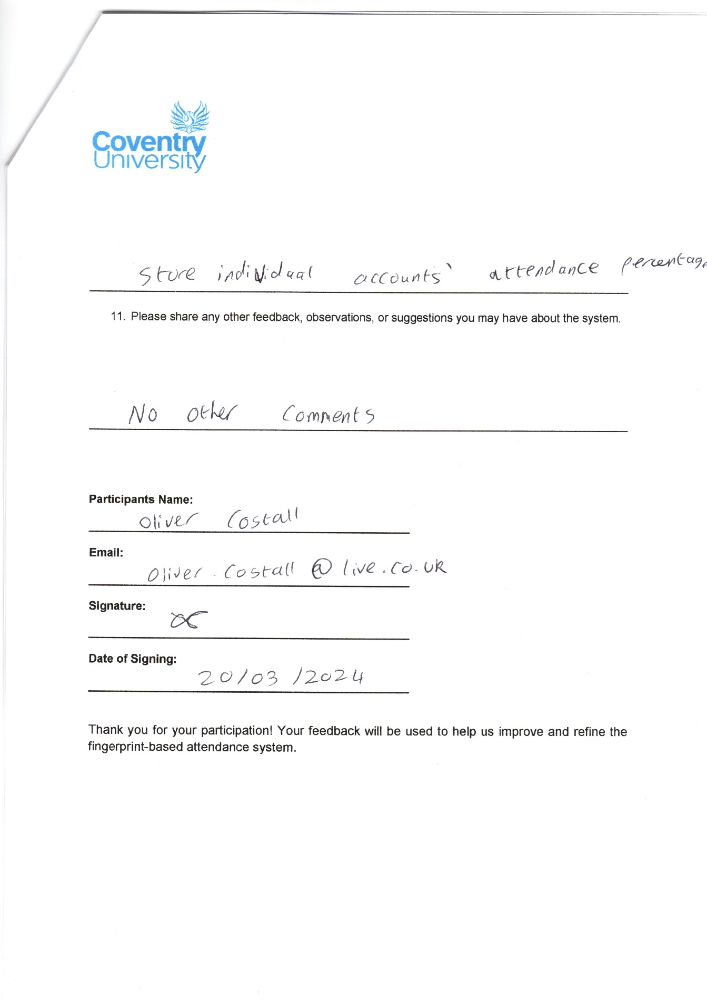 Coventry
University
Store individual accounts' attendance percentage
11. Please share any other feedback, observations, or suggestions you may have about the system.
No other comments
Participants Name:
Oliver Costall
Email:
Oliver.Costall@live.co.uk
Signature:
OC
Date of Signing:
20/03/2024
Thank you for your participation! Your feedback will be used to help us improve and refine the
fingerprint-based attendance system.